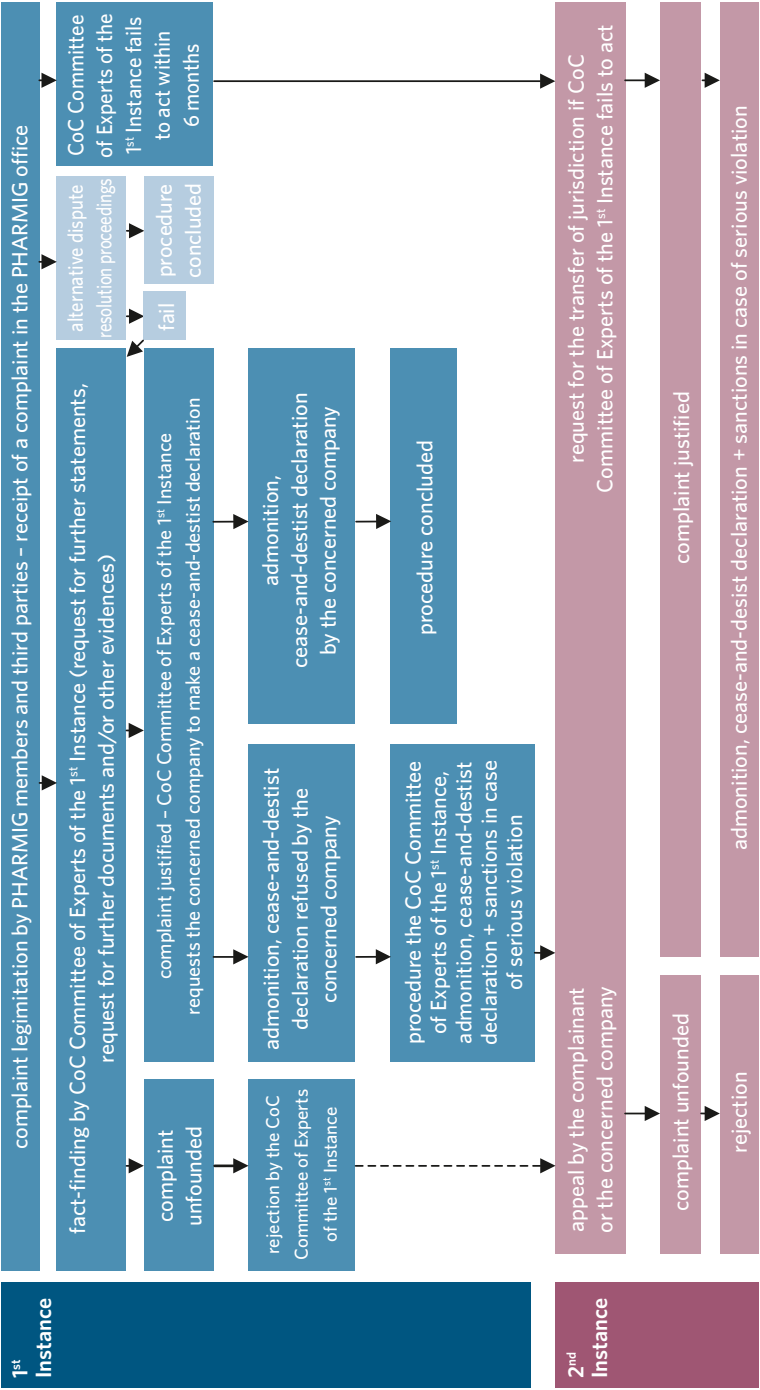 1st
Instance
complaint legimitation by PHARMIG members and third parties – receipt of a complaint in the PHARMIG office
fact-finding by CoC Committee of Experts of the 1st Instance (request for further statements,
request for further documents and/or other evidences)
alternative dispute
resolution proceedings
CoC Committee
of Experts of the
1st Instance fails
to act within
6 months
complaint
unfounded
complaint justified – CoC Committee of Experts of the 1st Instance
requests the concerned company to make a cease-and-destist declaration
fail
procedure
concluded
rejection by the CoC
Committee of Experts
of the 1st Instance
admonition, cease-and-destist
declaration refused by the
concerned company
admonition,
cease-and-destist declaration
by the concerned company
procedure the CoC Committee
of Experts of the 1st Instance,
admonition, cease-and-destist
declaration + sanctions in case
of serious violation
procedure concluded
2nd
Instance
appeal by the complainant
or the concerned company
request for the transfer of jurisdiction if CoC
Committee of Experts of the 1st Instance fails to act
complaint unfounded
complaint justified
rejection
admonition, cease-and-desist declaration + sanctions in case of serious violation